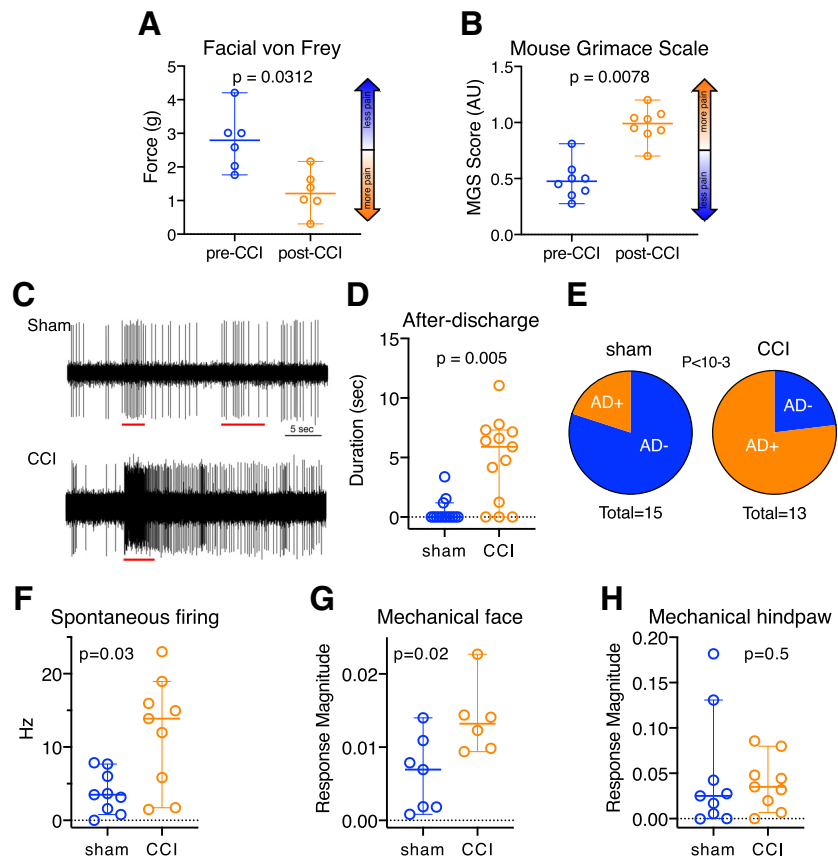 A
Facial von Frey
p = 0.0312
Force (g)
5
4
3
2
1
0
pre-CCI
post-CCI
less pain
more pain
B
Mouse Grimace Scale
p = 0.0078
MGS Score (AU)
1.5
1.0
0.5
0.0
pre-CCI
post-CCI
more pain
less pain
C
Sham
5 sec
CCI
D
After-discharge
p = 0.005
Duration (sec)
15
10
5
0
sham
CCI
E
sham
P<10-3
CCI
AD+
AD-
AD-
AD+
Total=15
Total=13
F
Spontaneous firing
p=0.03
Hz
20
10
0
sham
CCI
G
Mechanical face
p=0.02
Response Magnitude
0.02
0.01
0.00
sham
CCI
H
Mechanical hindpaw
p=0.5
Response Magnitude
0.20
0.15
0.10
0.05
0.00
sham
CCI